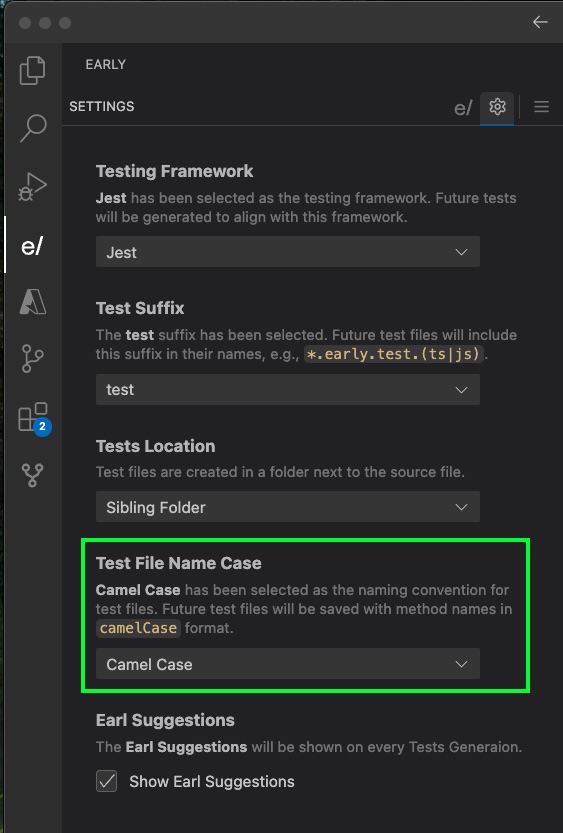 EARLY
SETTINGS
e/
Testing Framework
Jest has been selected as the testing framework. Future tests
will be generated to align with this framework.
e/
Jest
Test Suffix
The test suffix has been selected. Future test files will include
this suffix in their names, e.g., *.early.test.(ts|js).
test
2
Tests Location
Test files are created in a folder next to the source file.
Sibling Folder
Test File Name Case
Camel Case has been selected as the naming convention for
test files. Future test files will be saved with method names in
camelCase format.
Camel Case
Earl Suggestions
The Earl Suggestions will be shown on every Tests Generaion.
Show Earl Suggestions